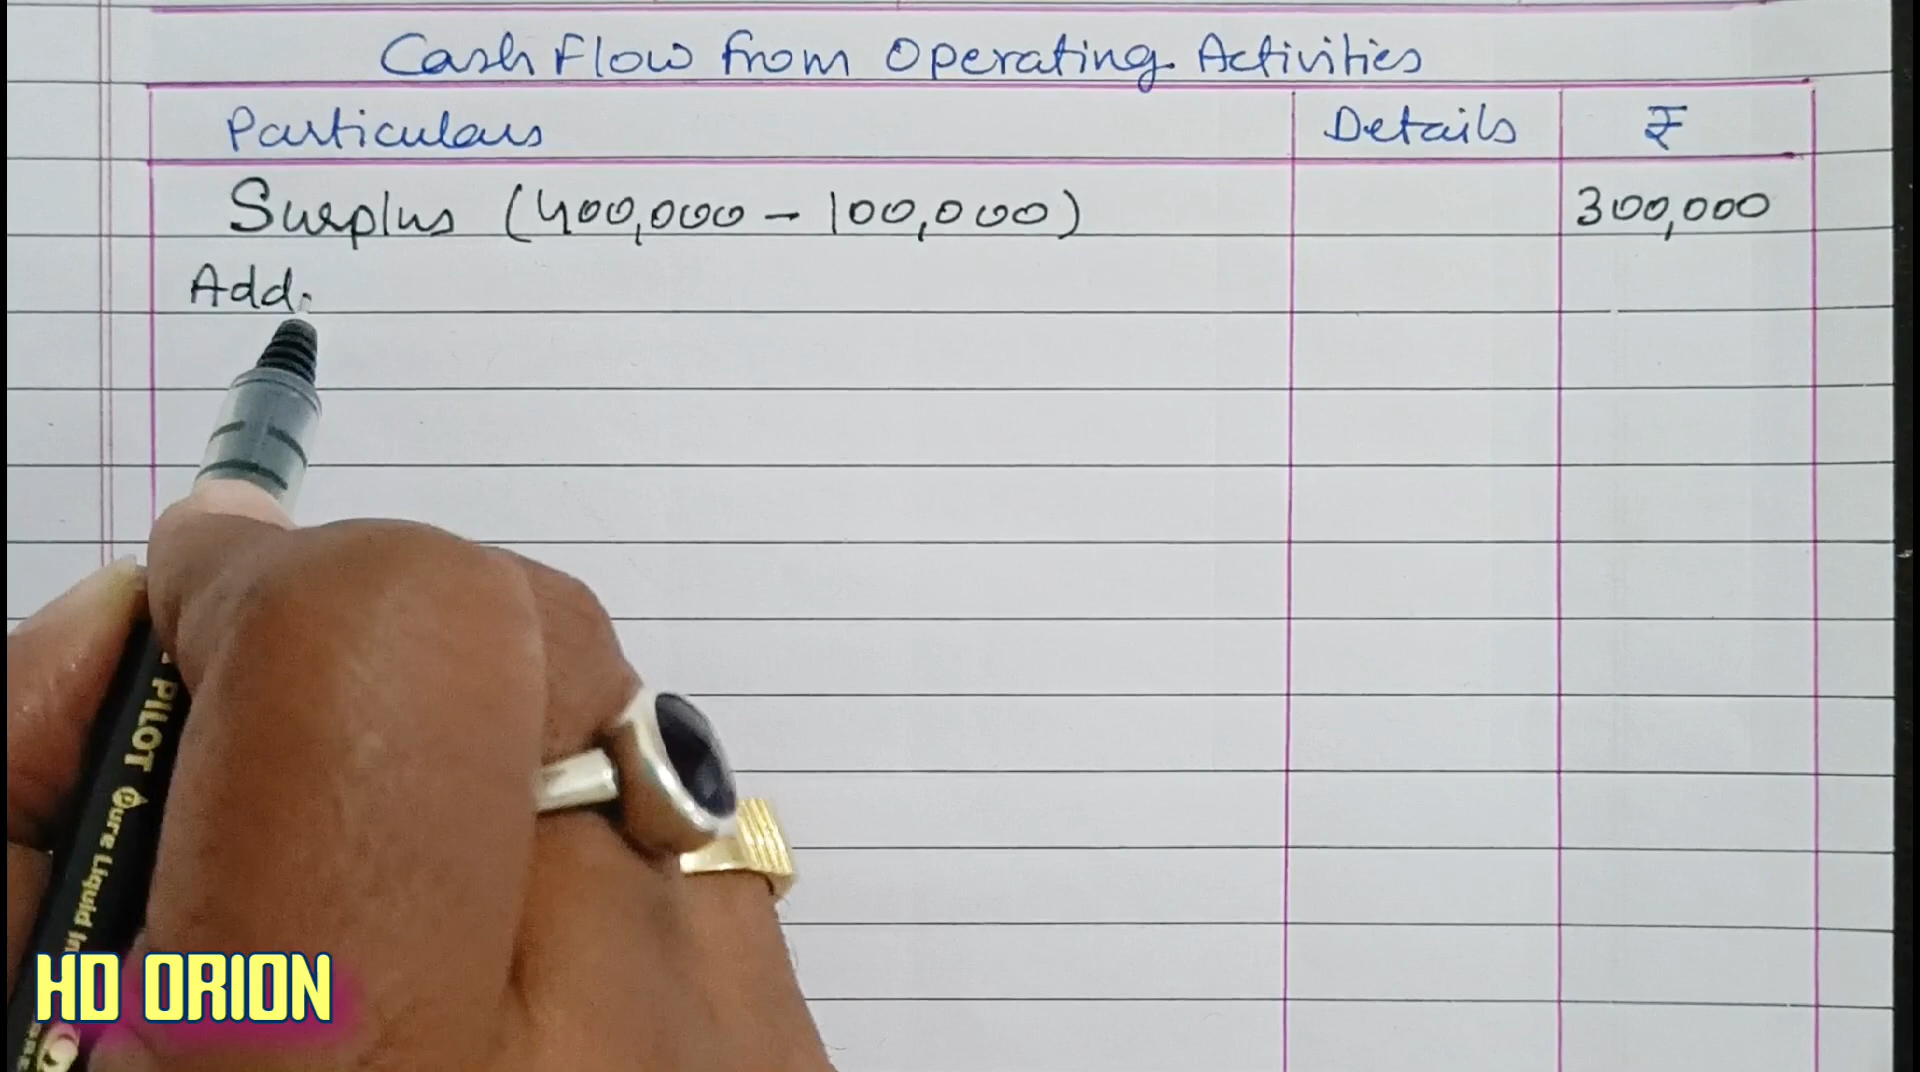 Cash Flow from Operating Activities
Particulars Details ₹
Surplus (400,000 - 100,000) 300,000
Add:
PILOT Pure Liquid In
HD ORION